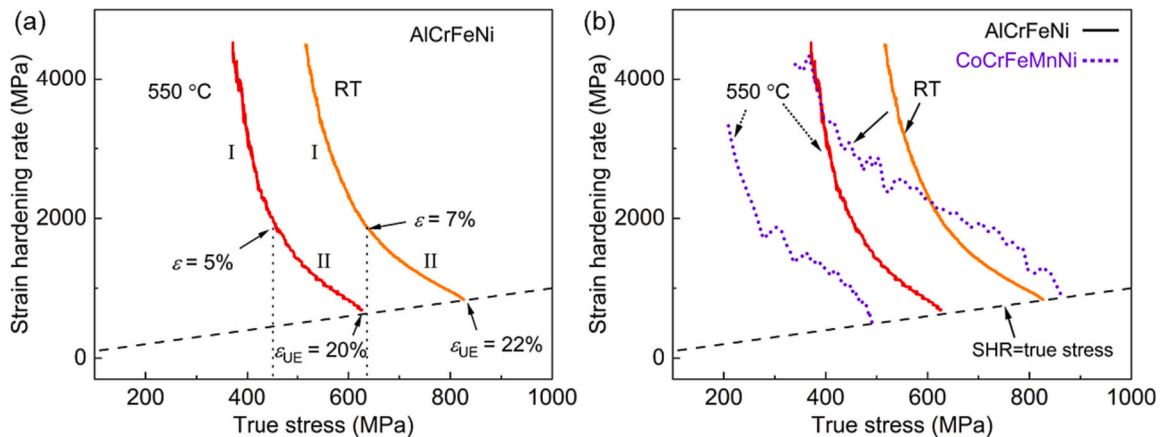 (a)
AlCrFeNi
550 °C
RT
I
I
ε = 7%
ε = 5%
II
II
εUE = 20%
εUE = 22%
Strain hardening rate (MPa)
4000
2000
0
200
400
600
800
1000
True stress (MPa)
(b)
AlCrFeNi
CoCrFeMnNi
550 °C
RT
SHR=true stress
Strain hardening rate (MPa)
4000
2000
0
200
400
600
800
1000
True stress (MPa)